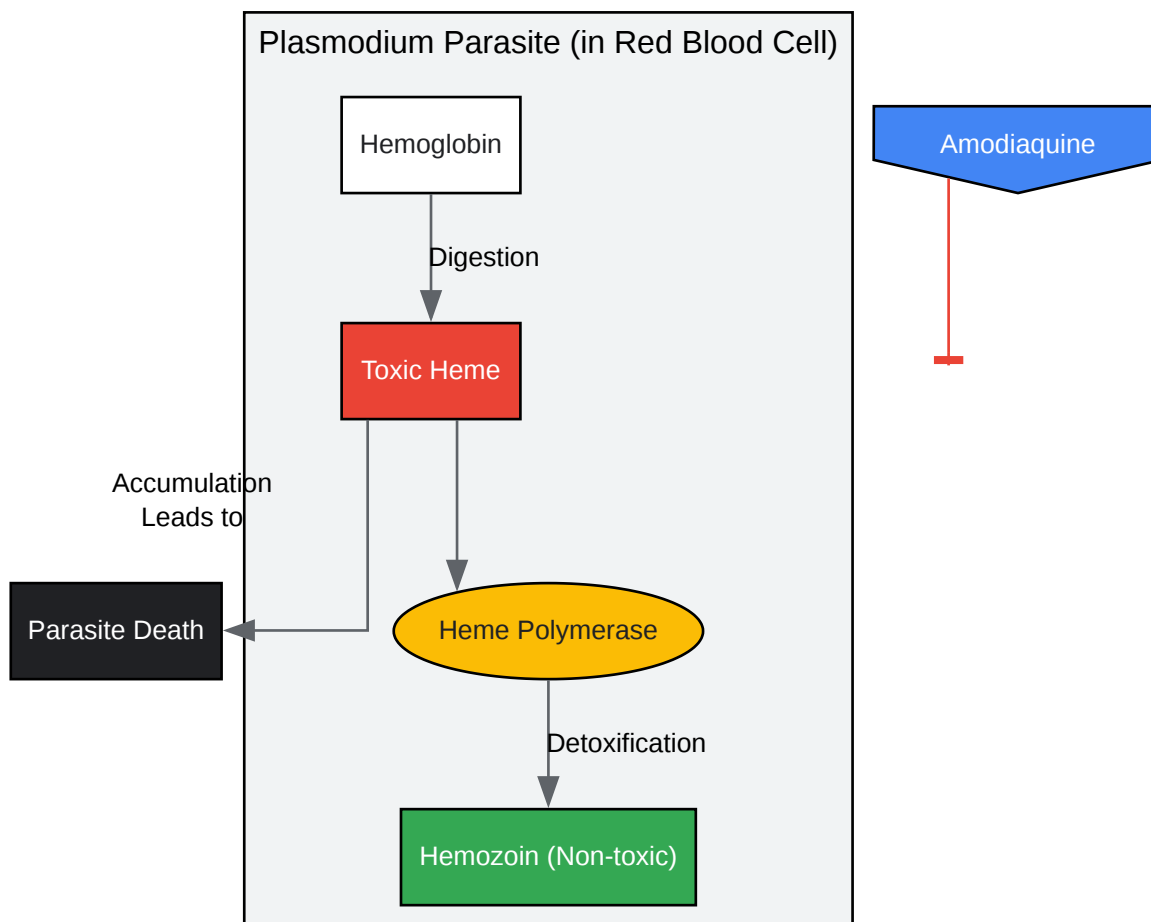 Plasmodium Parasite (in Red Blood Cell)
Hemoglobin
Amodiaquine
Digestion
Toxic Heme
Accumulation
Leads to
Parasite Death
Heme Polymerase
Detoxification
Hemozoin (Non-toxic)